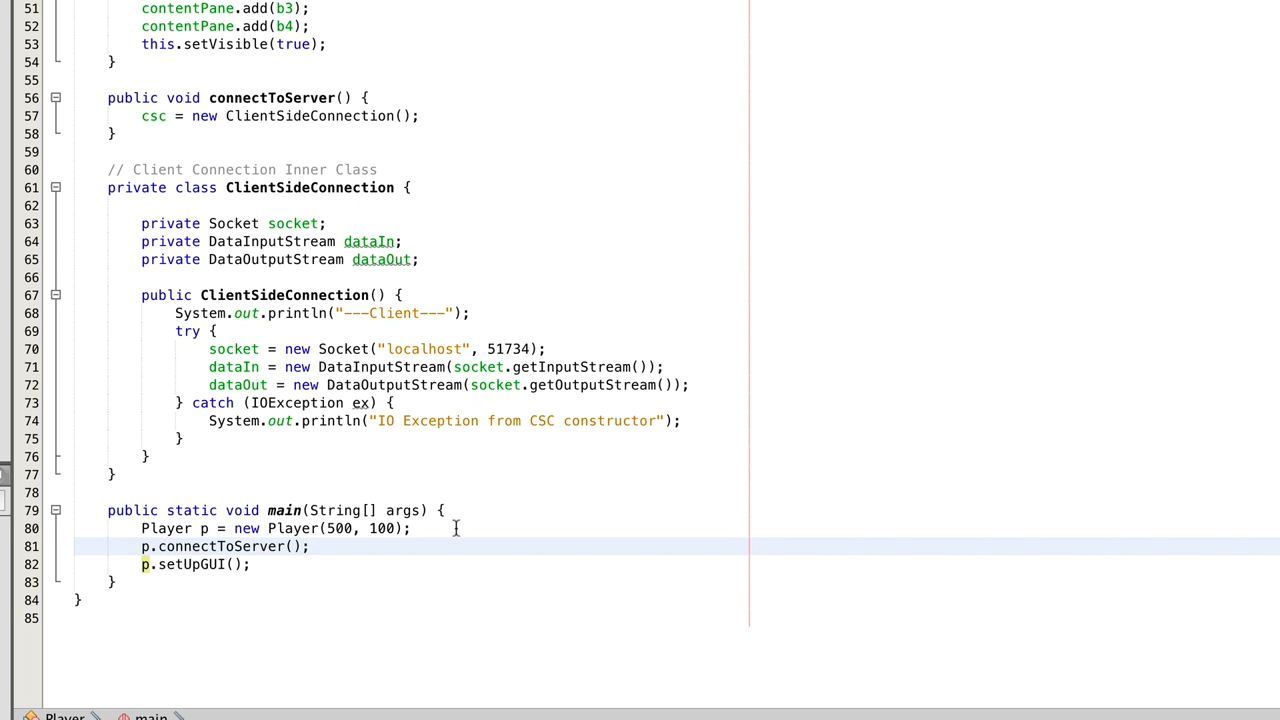 51 contentPane.add(b3);
52 contentPane.add(b4);
53 this.setVisible(true);
54 }
55
56 public void connectToServer() {
57 csc = new ClientSideConnection();
58 }
59
60 // Client Connection Inner Class
61 private class ClientSideConnection {
62
63 private Socket socket;
64 private DataInputStream dataIn;
65 private DataOutputStream dataOut;
66
67 public ClientSideConnection() {
68 System.out.println("---Client---");
69 try {
70 socket = new Socket("localhost", 51734);
71 dataIn = new DataInputStream(socket.getInputStream());
72 dataOut = new DataOutputStream(socket.getOutputStream());
73 } catch (IOException ex) {
74 System.out.println("IO Exception from CSC constructor");
75 }
76 }
77 }
78
79 public static void main(String[] args) {
80 Player p = new Player(500, 100);
81 p.connectToServer();
82 p.setUpGUI();
83 }
84 }
85
Player main